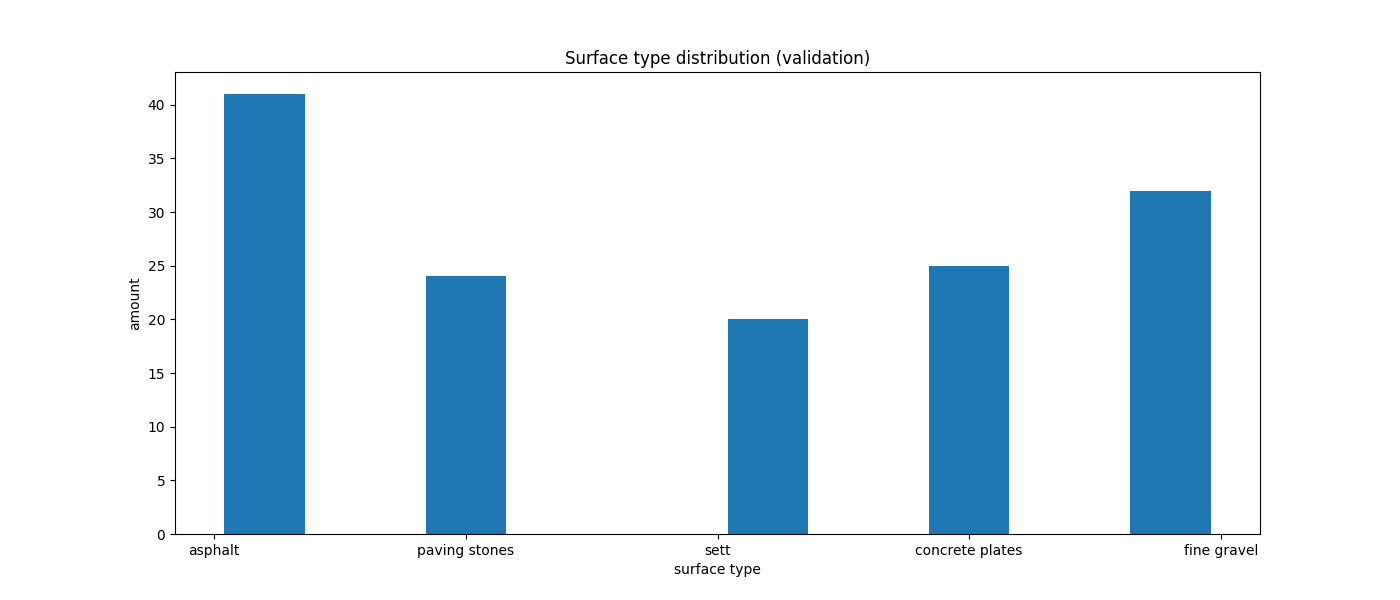 Surface type distribution (validation)
amount
40
35
30
25
20
15
10
5
0
asphalt paving stones sett concrete plates fine gravel
surface type